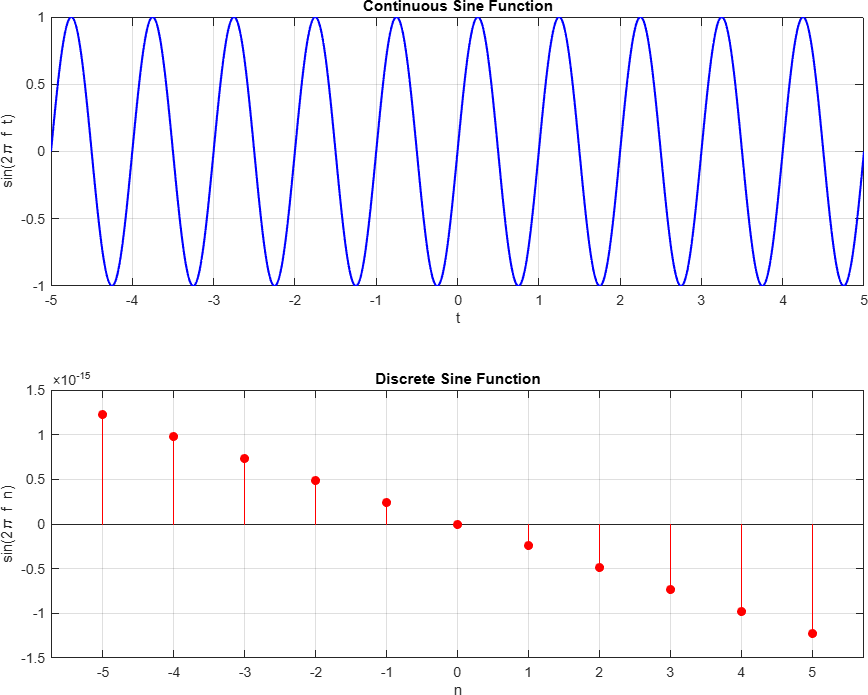 Continuous Sine Function
1
0.5
0
-0.5
-1
sin(2π f t)
-5 -4 -3 -2 -1 0 1 2 3 4 5
t
×10-15
Discrete Sine Function
1.5
1
0.5
0
-0.5
-1
-1.5
sin(2π f n)
-5 -4 -3 -2 -1 0 1 2 3 4 5
n